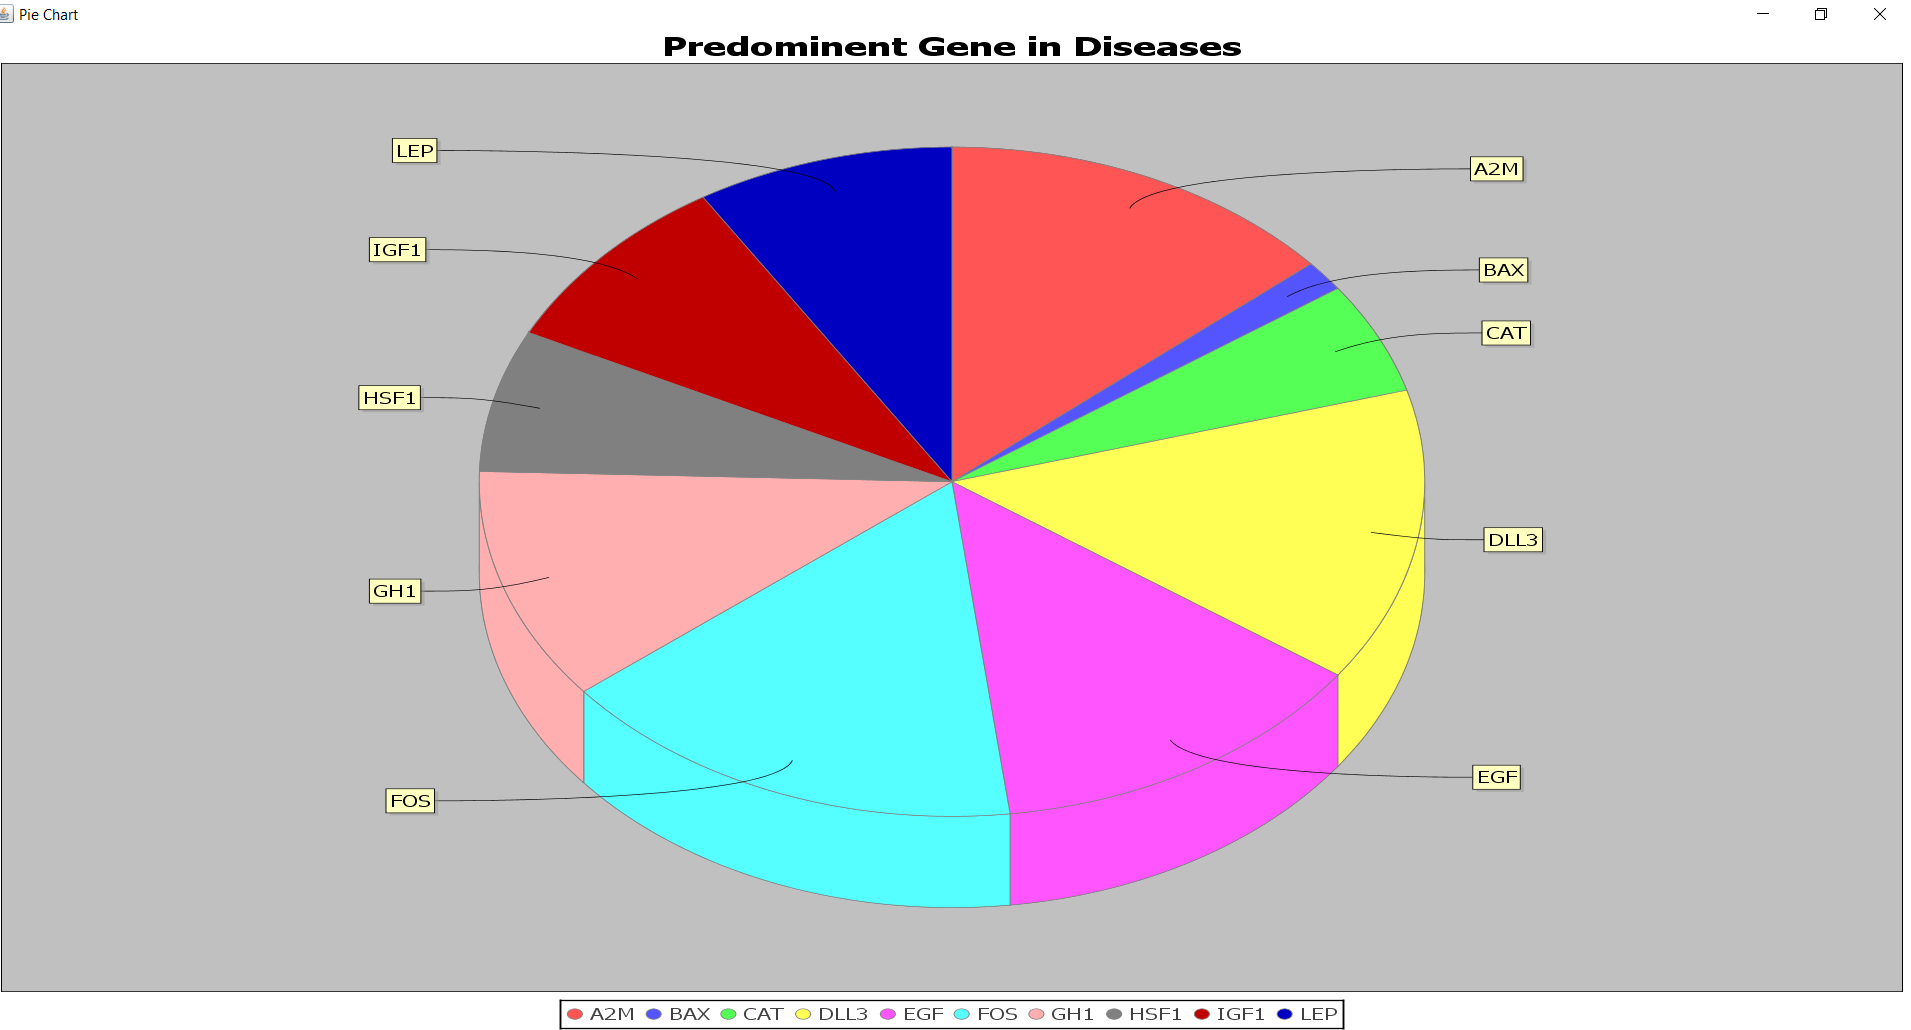 Pie Chart
Predominent Gene in Diseases
LEP
A2M
IGF1
BAX
CAT
HSF1
DLL3
GH1
EGF
FOS
A2M BAX CAT DLL3 EGF FOS GH1 HSF1 IGF1 LEP